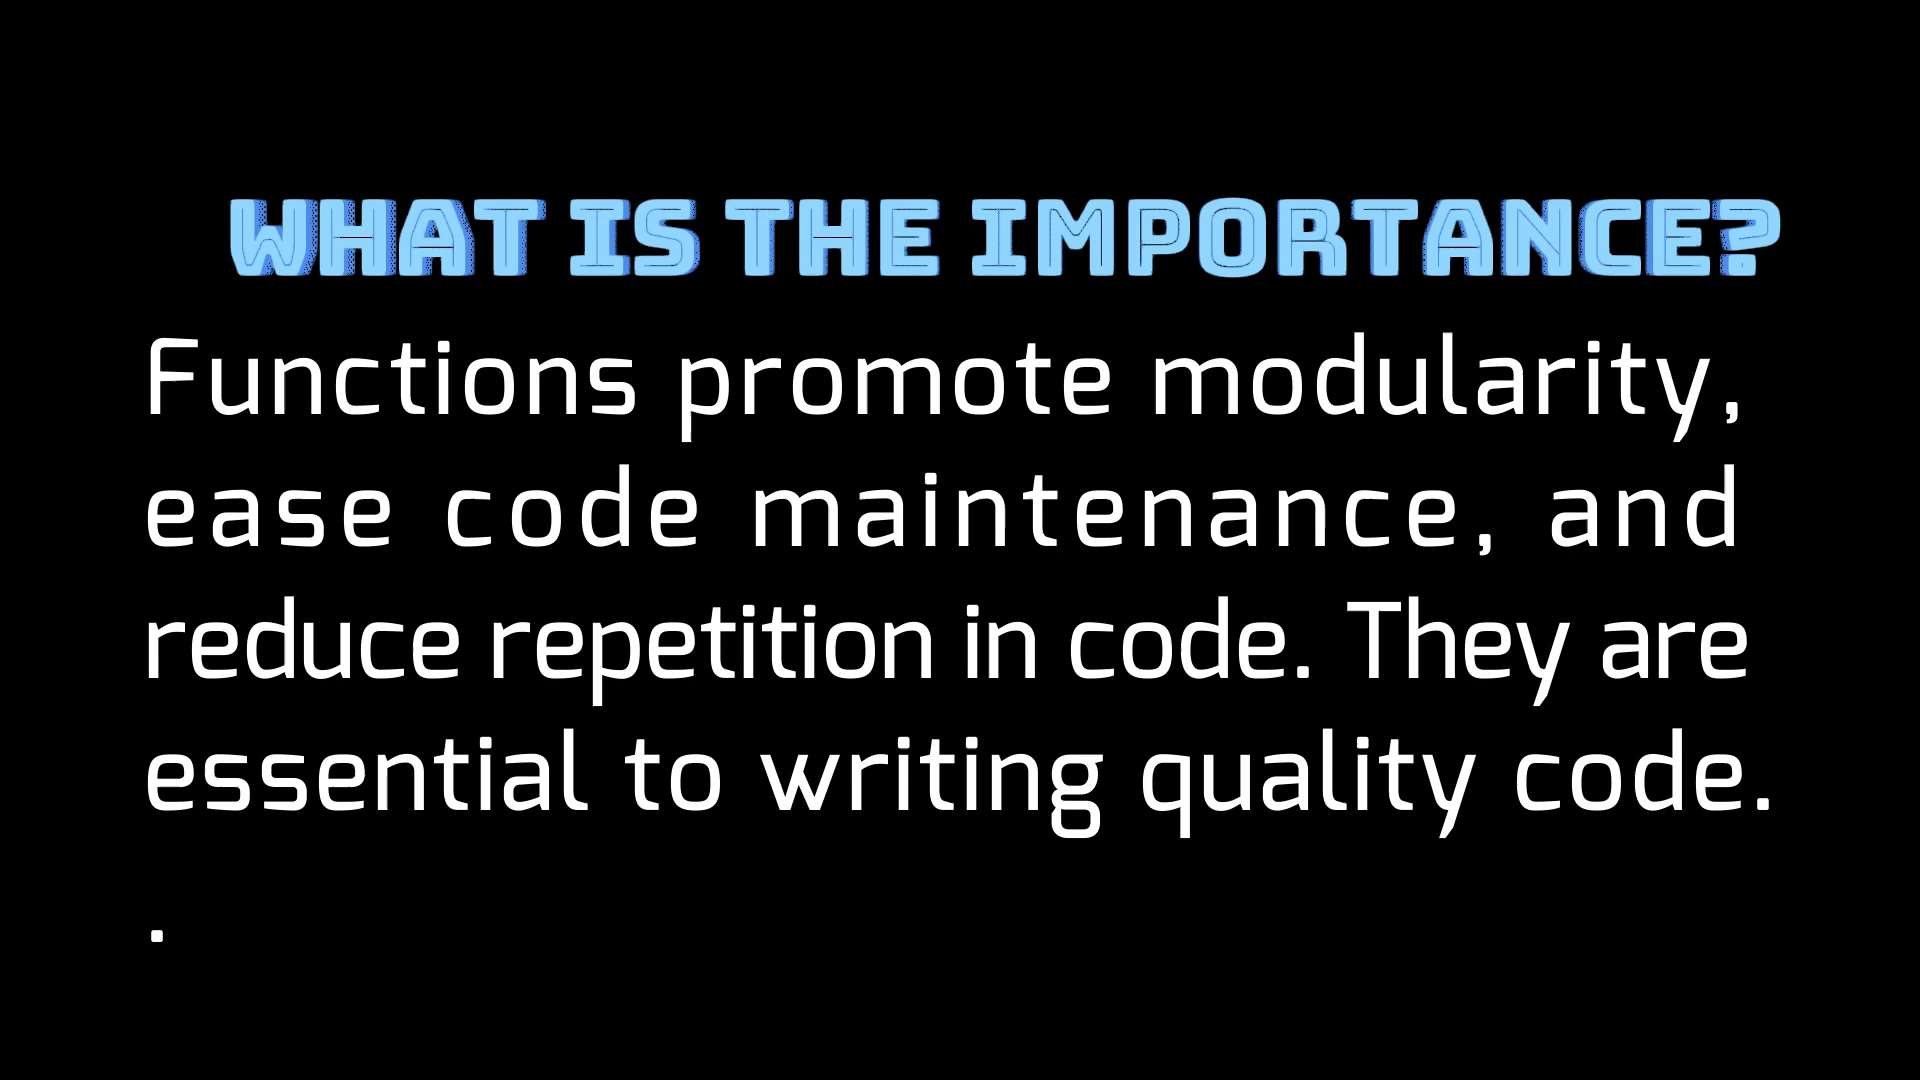 WHAT IS THE IMPORTANCE?
Functions promote modularity,
ease code maintenance, and
reduce repetition in code. They are
essential to writing quality code.
.